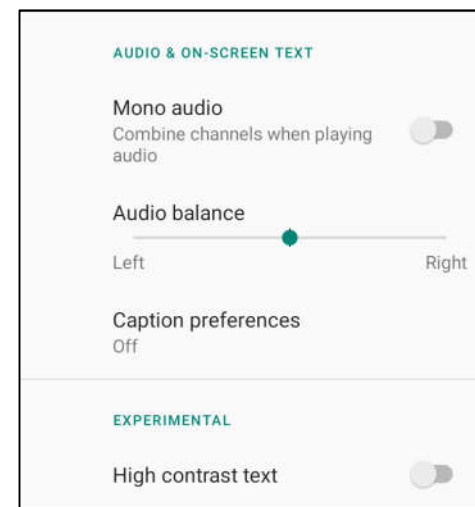 AUDIO & ON-SCREEN TEXT
Mono audio
Combine channels when playing
audio
Audio balance
Left Right
Caption preferences
Off
EXPERIMENTAL
High contrast text